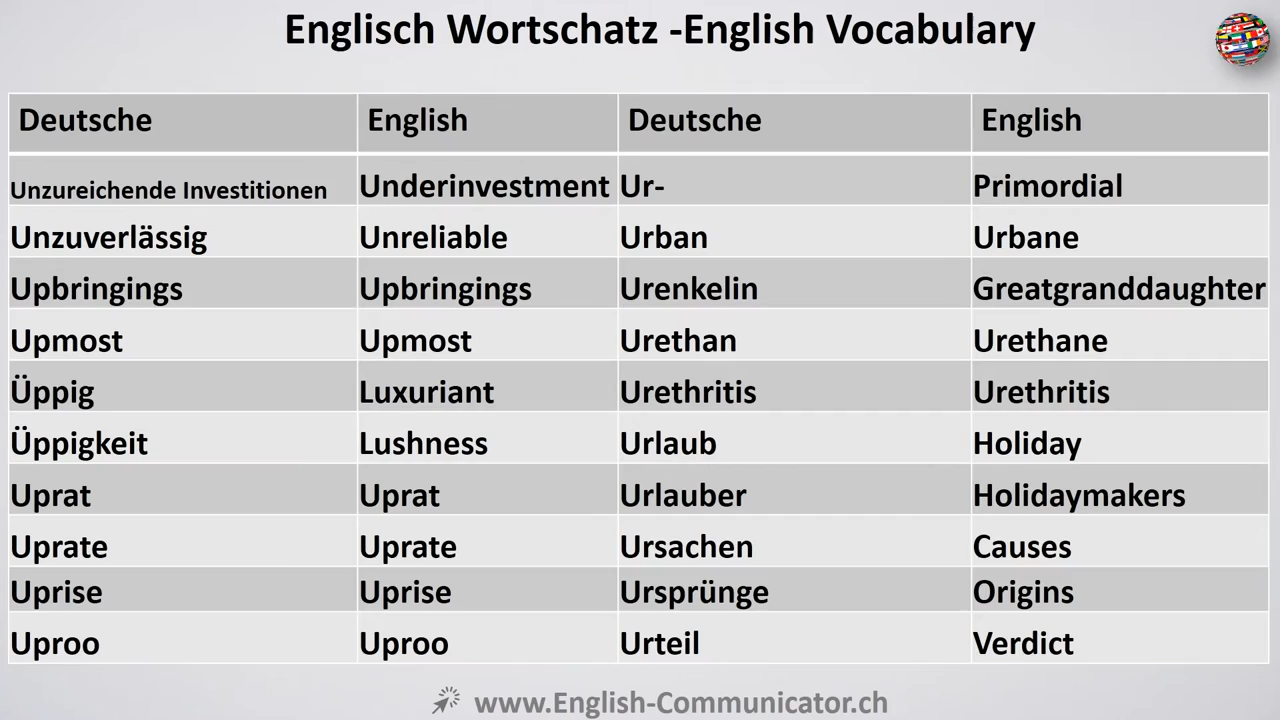 Englisch Wortschatz -English Vocabulary
Deutsche English Deutsche English
Unzureichende Investitionen Underinvestment Ur- Primordial
Unzuverlässig Unreliable Urban Urbane
Upbringings Upbringings Urenkelin Greatgranddaughter
Upmost Upmost Urethan Urethane
Üppig Luxuriant Urethritis Urethritis
Üppigkeit Lushness Urlaub Holiday
Uprat Uprat Urlauber Holidaymakers
Uprate Uprate Ursachen Causes
Uprise Uprise Ursprünge Origins
Uproo Uproo Urteil Verdict
www.English-Communicator.ch